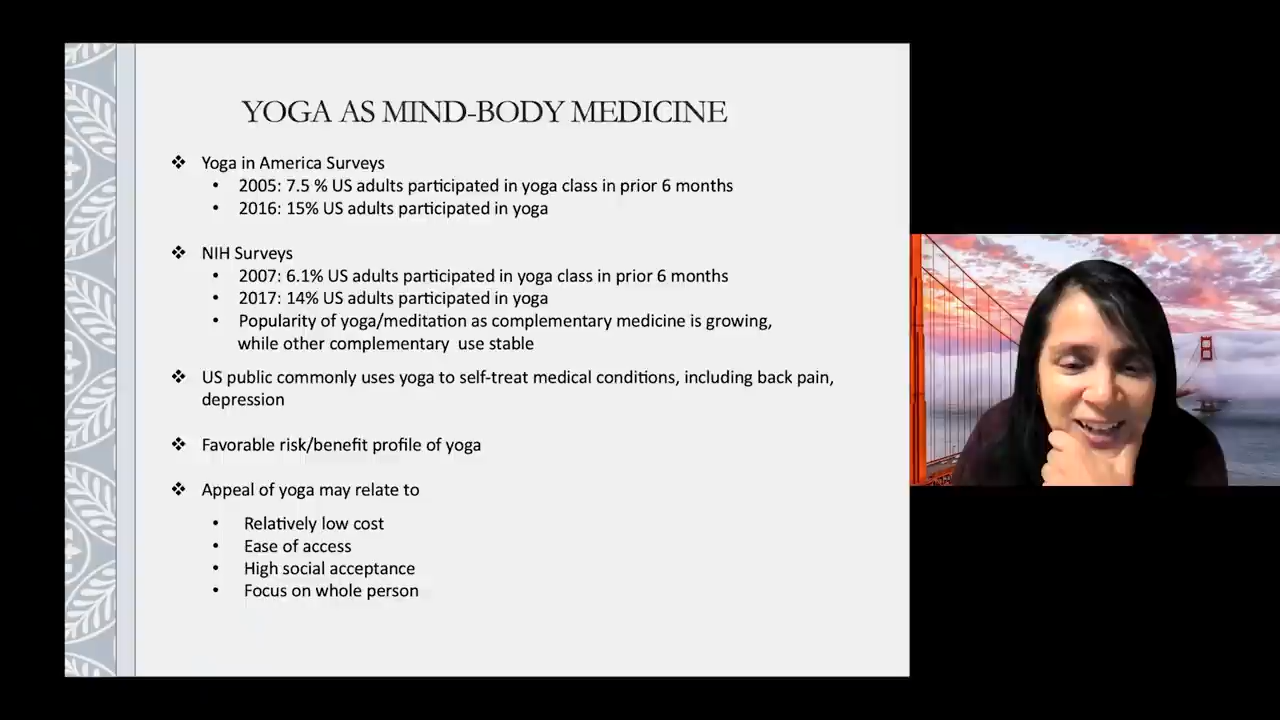 YOGA AS MIND-BODY MEDICINE
❖ Yoga in America Surveys
• 2005: 7.5 % US adults participated in yoga class in prior 6 months
• 2016: 15% US adults participated in yoga
❖ NIH Surveys
• 2007: 6.1% US adults participated in yoga class in prior 6 months
• 2017: 14% US adults participated in yoga
• Popularity of yoga/meditation as complementary medicine is growing,
while other complementary use stable
❖ US public commonly uses yoga to self-treat medical conditions, including back pain,
depression
❖ Favorable risk/benefit profile of yoga
❖ Appeal of yoga may relate to
• Relatively low cost
• Ease of access
• High social acceptance
• Focus on whole person